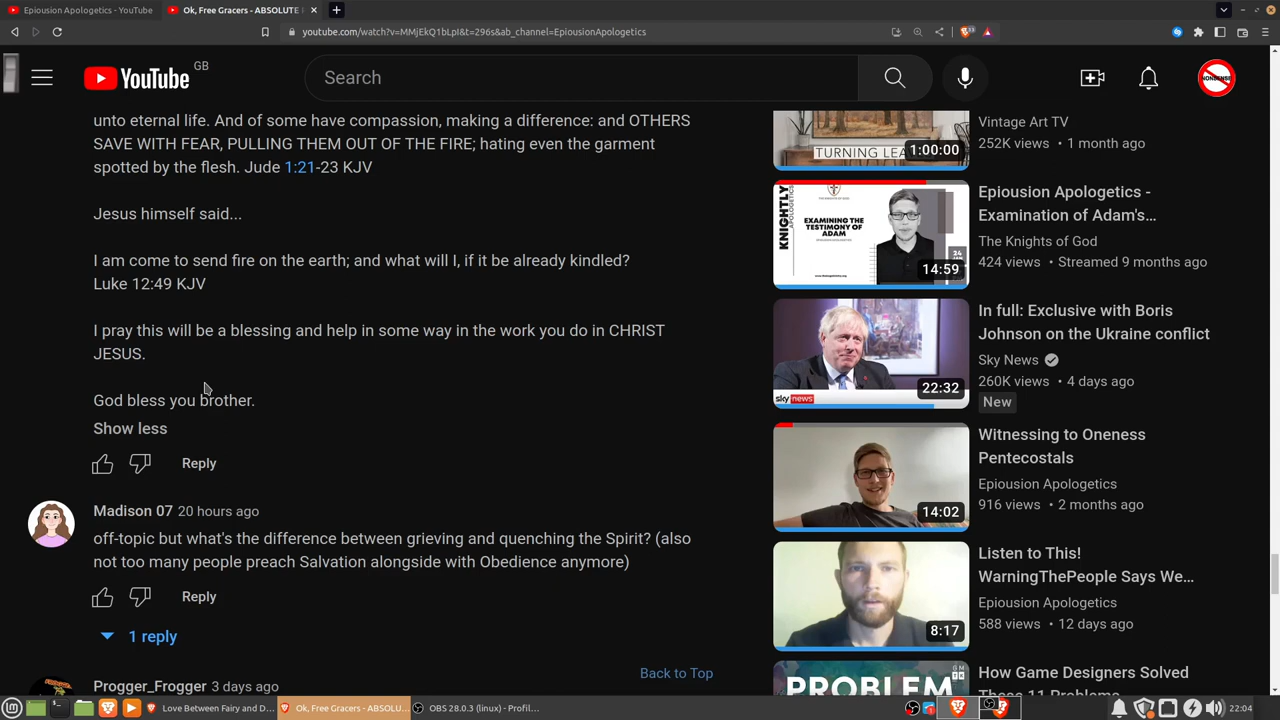 Epiousion Apologetics - YouTube
Ok, Free Gracers - ABSOLUTE
youtube.com/watch?v=MMjEkQ1bLpI&t=296s&ab_channel=EpiousionApologetics
YouTube GB
Search
NONSENSE
unto eternal life. And of some have compassion, making a difference: and OTHERS
SAVE WITH FEAR, PULLING THEM OUT OF THE FIRE; hating even the garment
spotted by the flesh. Jude 1:21-23 KJV
Jesus himself said...
I am come to send fire on the earth; and what will I, if it be already kindled?
Luke 12:49 KJV
I pray this will be a blessing and help in some way in the work you do in CHRIST
JESUS.
God bless you brother.
Show less
Reply
Madison 07 20 hours ago
off-topic but what's the difference between grieving and quenching the Spirit? (also
not too many people preach Salvation alongside with Obedience anymore)
Reply
1 reply
Back to Top
Progger_Frogger 3 days ago
TURNING
1:00:00
Vintage Art TV
252K views • 1 month ago
KNIGHTLY
APOLOGETICS
EXAMINING THE
TESTIMONY OF
ADAM
24
14:59
Epiousion Apologetics -
Examination of Adam's...
The Knights of God
424 views • Streamed 9 months ago
sky news
22:32
In full: Exclusive with Boris
Johnson on the Ukraine conflict
Sky News
260K views • 4 days ago
New
14:02
Witnessing to Oneness
Pentecostals
Epiousion Apologetics
916 views • 2 months ago
8:17
Listen to This!
WarningThePeople Says We...
Epiousion Apologetics
588 views • 12 days ago
PROBLEM
GM
TK
How Game Designers Solved
These 11 Problems
Love Between Fairy and D...
Ok, Free Gracers - ABSOLU...
OBS 28.0.3 (linux) - Profil...
22:04